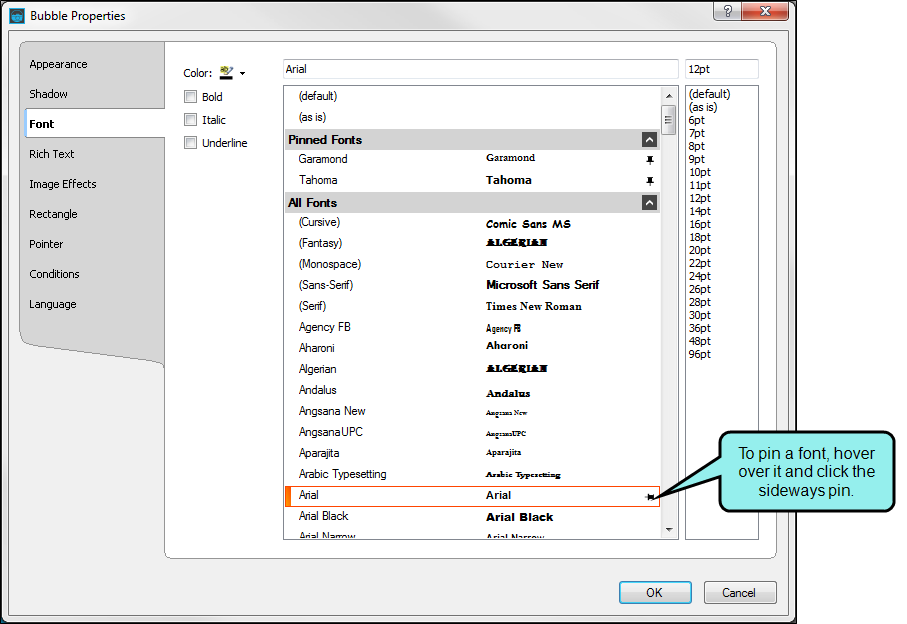 Bubble Properties
?
Appearance
Shadow
Font
Rich Text
Image Effects
Rectangle
Pointer
Conditions
Language
Color:
Bold
Italic
Underline
Arial
12pt
(default)
(as is)
Pinned Fonts
Garamond Garamond
Tahoma Tahoma
All Fonts
(Cursive) Comic Sans MS
(Fantasy) ALGERIAN
(Monospace) Courier New
(Sans-Serif) Microsoft Sans Serif
(Serif) Times New Roman
Agency FB Agency FB
Aharoni Aharoni
Algerian ALGERIAN
Andalus Andalus
Angsana New Angsana New
AngsanaUPC AngsanaUPC
Aparajita Aparajita
Arabic Typesetting Arabic Typesetting
Arial Arial
Arial Black Arial Black
Arial Narrow Arial Narrow
(default)
(as is)
6pt
7pt
8pt
9pt
10pt
11pt
12pt
14pt
16pt
18pt
20pt
22pt
24pt
26pt
28pt
30pt
36pt
48pt
96pt
To pin a font, hover
over it and click the
sideways pin.
OK
Cancel